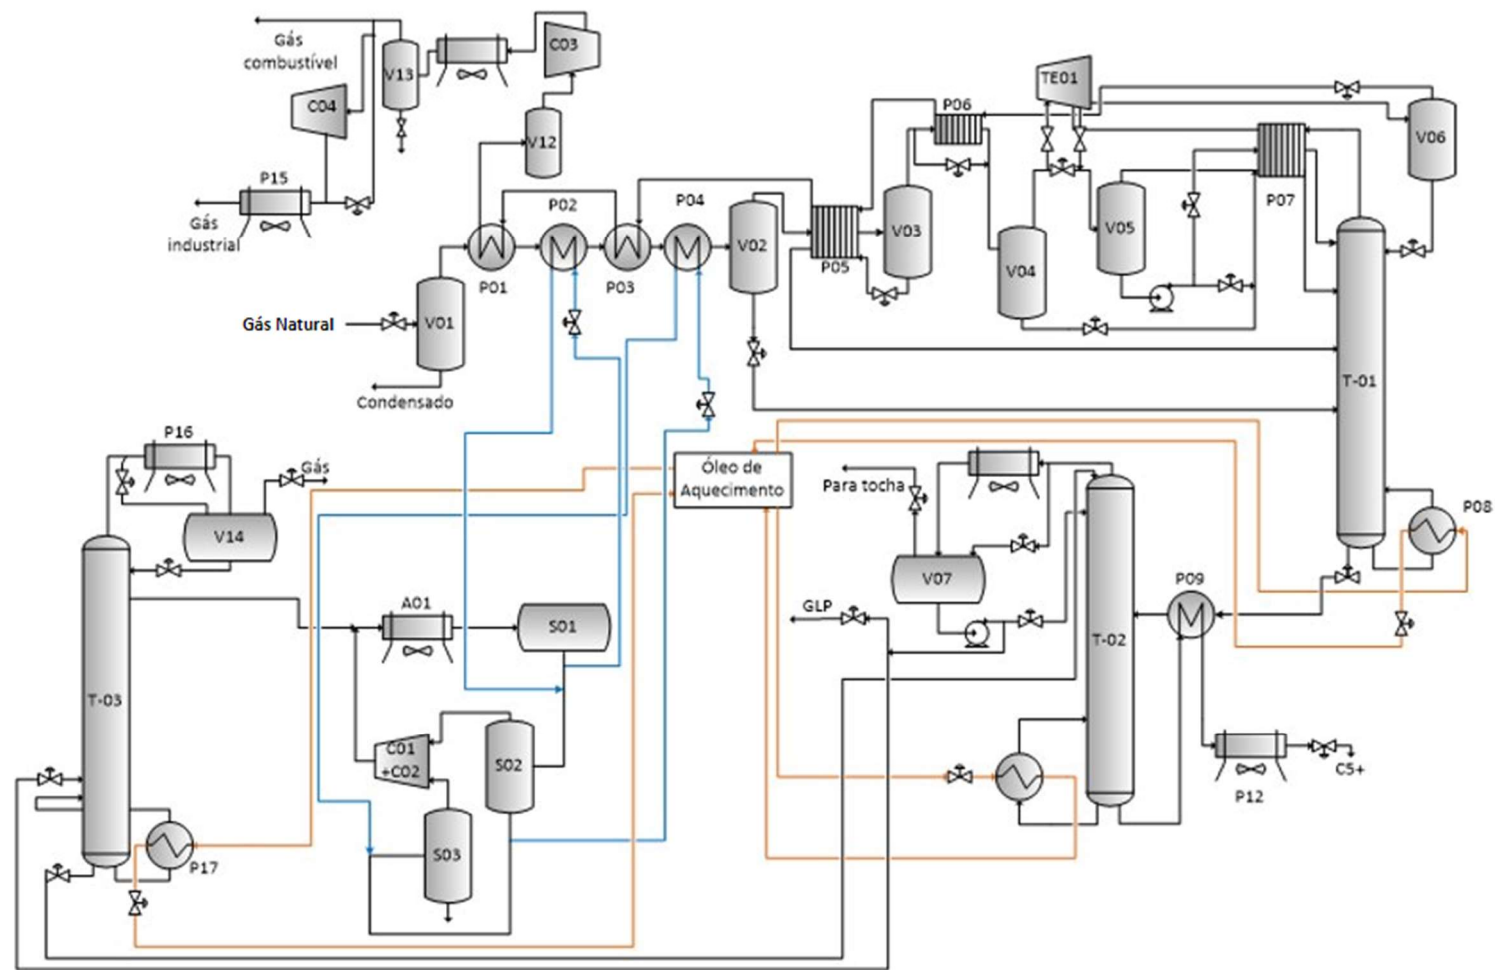 C03
Gás
combustível
V13
TE01
C04
P06
V06
V12
P15
P02
P04
P07
Gás
industrial
V02
P05
V03
V05
V04
P01
P03
Gás Natural
V01
T-01
Condensado
P16
Gás
Óleo de
Aquecimento
Para tocha
P08
V14
V07
P09
A01
GLP
S01
T-02
T-03
C01
+C02
S02
C5+
P12
S03
P17